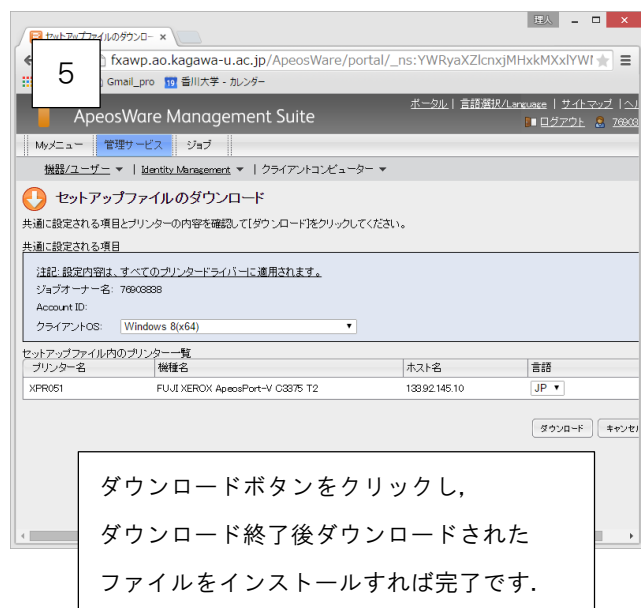 理人
セットアップファイルのダウンロー ×
5
fxawp.ao.kagawa-u.ac.jp/ApeosWare/portal/_ns:YWRyaXZlcnxjMHxkMXxlYWI
Gmail_pro 19 香川大学 - カレンダー
ApeosWare Management Suite
ポータル | 言語選択/Language | サイトマップ | ヘル
ログアウト 76903
Myメニュー 管理サービス ジョブ
機器/ユーザー ▼ | Identity Management ▼ | クライアントコンピューター ▼
セットアップファイルのダウンロード
共通に設定される項目とプリンターの内容を確認して[ダウンロード]をクリックしてください。
共通に設定される項目
注記: 設定内容は、すべてのプリンタードライバーに適用されます。
ジョブオーナー名: 76903838
Account ID:
クライアントOS: Windows 8(x64) ▼
セットアップファイル内のプリンター一覧
プリンター名 機種名 ホスト名 言語
XPR051 FUJI XEROX ApeosPort-V C3375 T2 133.92.145.10 JP ▼
ダウンロード キャンセル
ダウンロードボタンをクリックし,
ダウンロード終了後ダウンロードされた
ファイルをインストールすれば完了です.